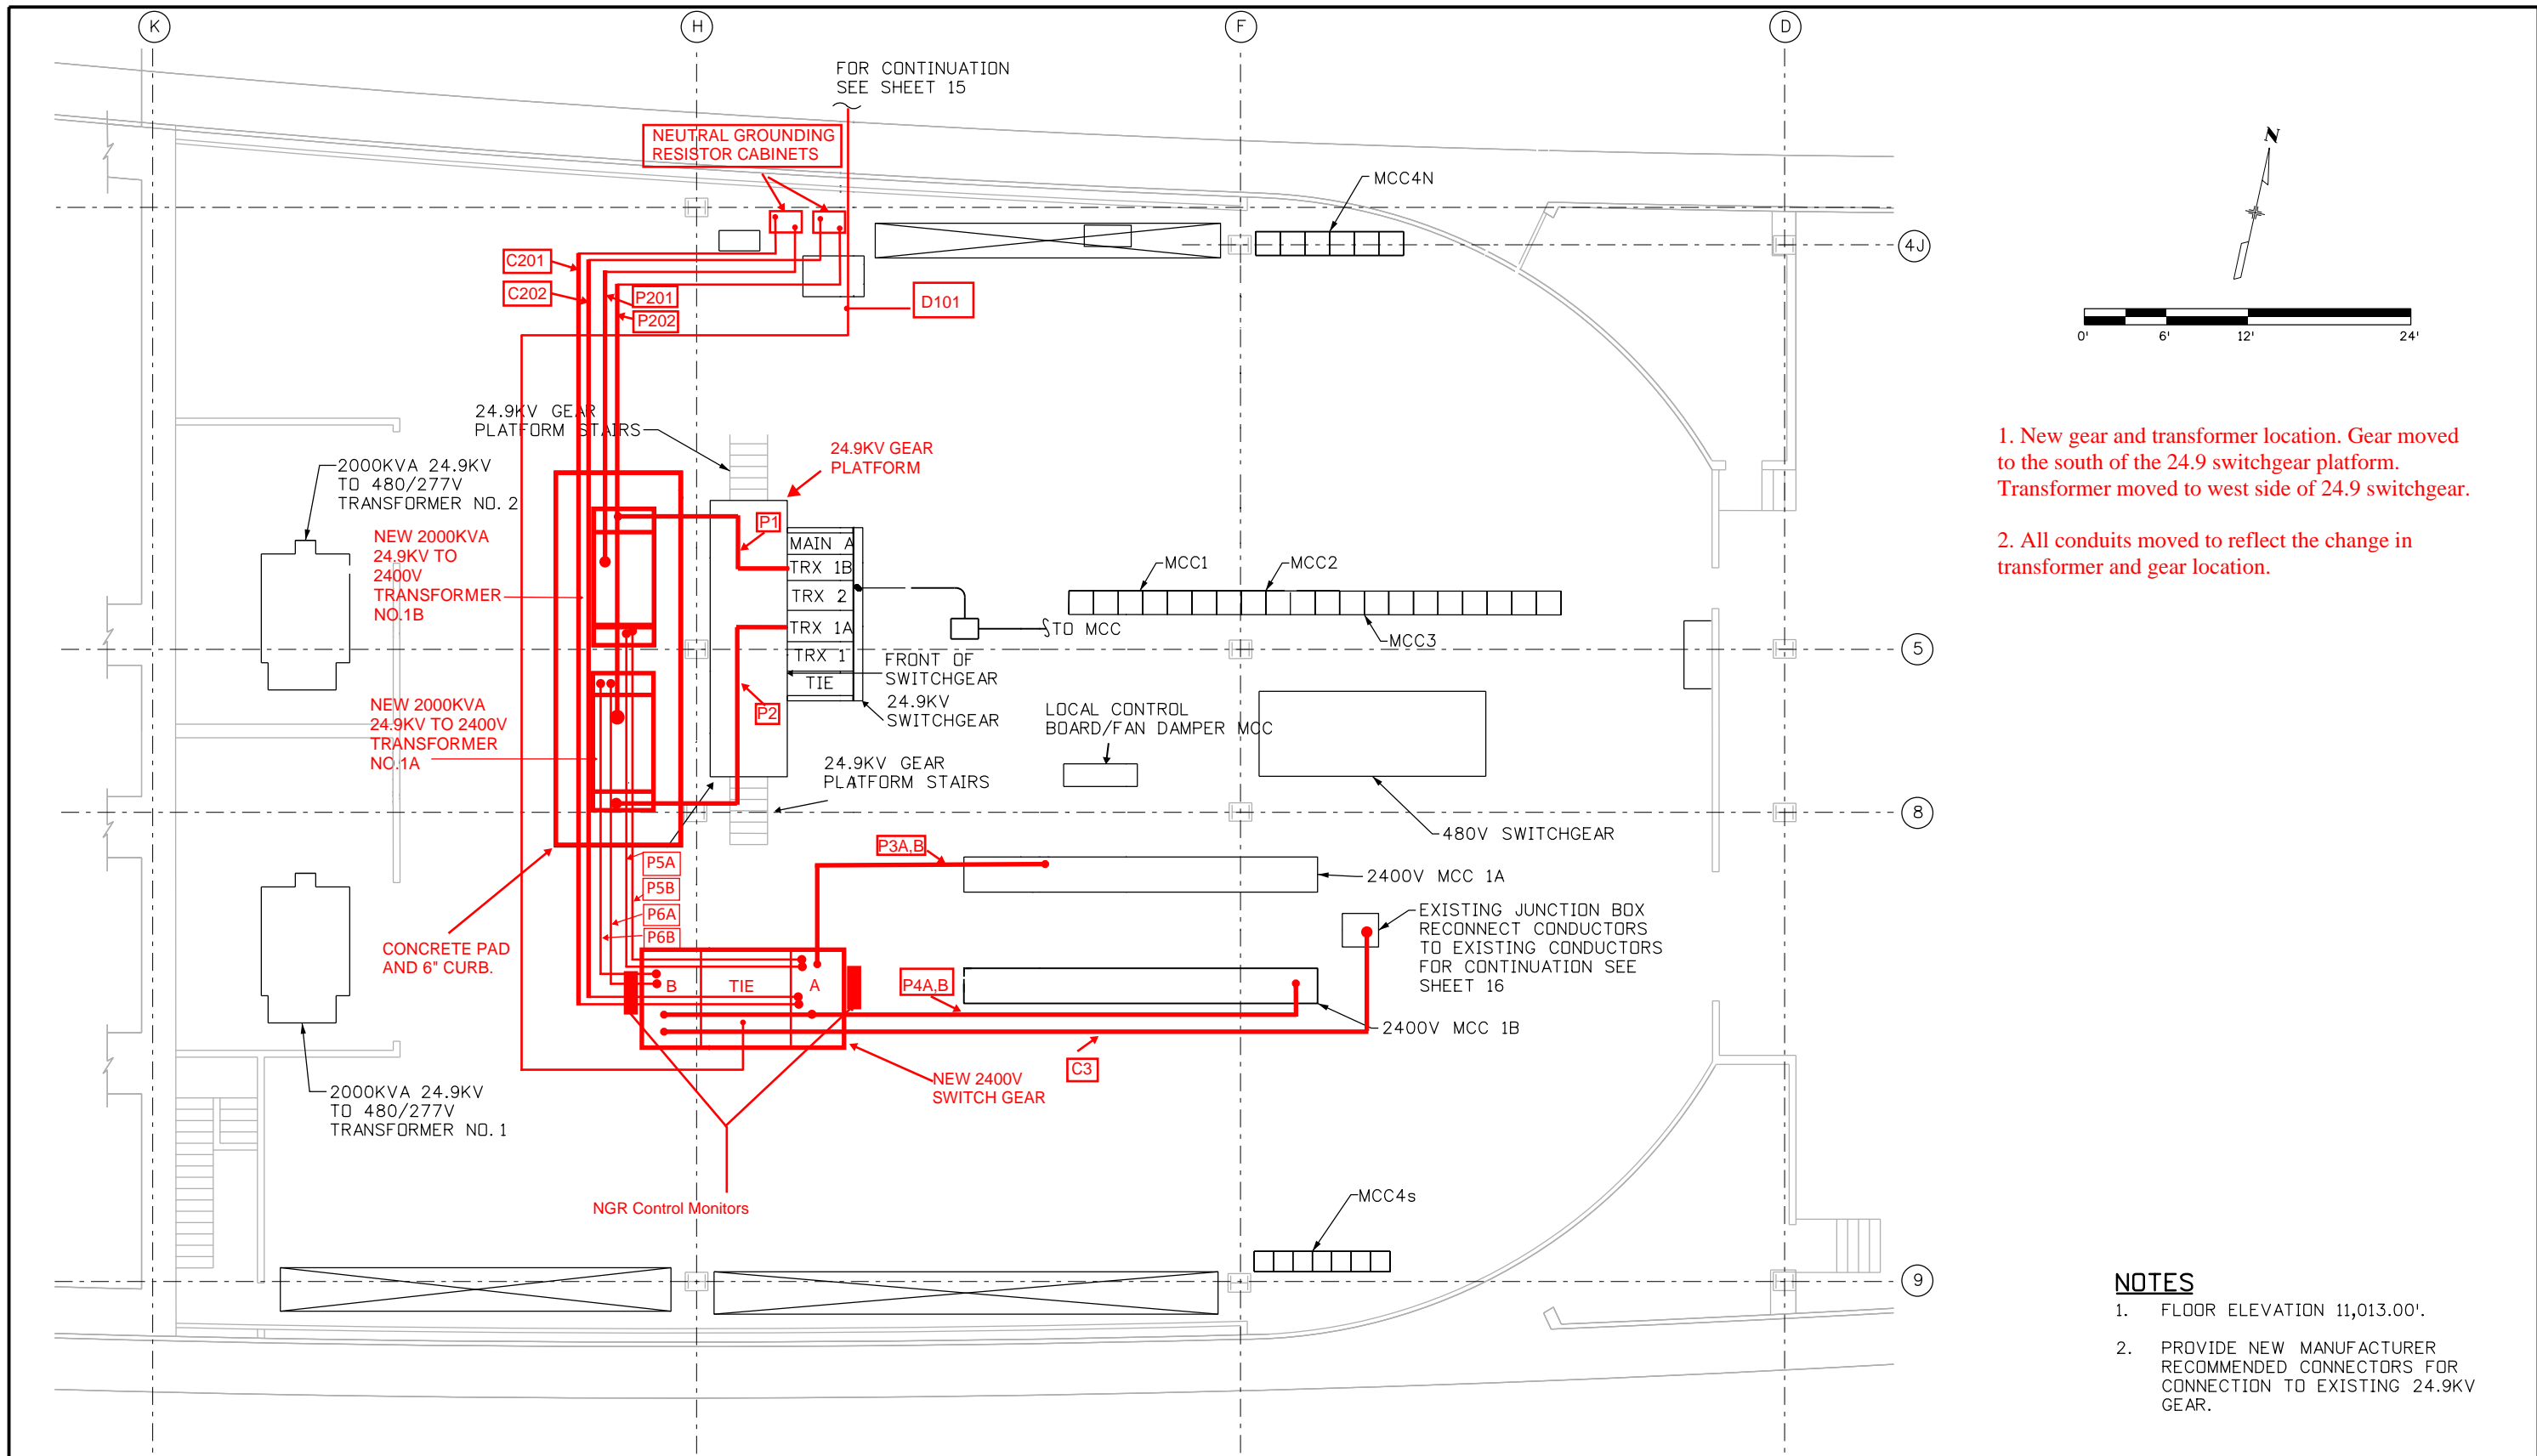 K
H
F
D
FOR CONTINUATION
SEE SHEET 15
NEUTRAL GROUNDING
RESISTOR CABINETS
MCC4N
N
4J
C201
C202
P201
P202
D101
0'
6'
12'
24'
24.9KV GEAR
PLATFORM STAIRS
24.9KV GEAR
PLATFORM
1. New gear and transformer location. Gear moved
to the south of the 24.9 switchgear platform.
Transformer moved to west side of 24.9 switchgear.
2. All conduits moved to reflect the change in
transformer and gear location.
2000KVA 24.9KV
TO 480/277V
TRANSFORMER NO.2
NEW 2000KVA
24.9KV TO
2400V
TRANSFORMER
NO.1B
P1
MAIN A
TRX 1B
TRX 2
TRX 1A
TRX 1
TIE
MCC1
MCC2
MCC3
TO MCC
5
FRONT OF
SWITCHGEAR
24.9KV
SWITCHGEAR
P2
NEW 2000KVA
24.9KV TO 2400V
TRANSFORMER
NO.1A
LOCAL CONTROL
BOARD/FAN DAMPER MCC
24.9KV GEAR
PLATFORM STAIRS
8
480V SWITCHGEAR
P3A,B
P5A
P5B
P6A
P6B
2400V MCC 1A
EXISTING JUNCTION BOX
RECONNECT CONDUCTORS
TO EXISTING CONDUCTORS
FOR CONTINUATION SEE
SHEET 16
CONCRETE PAD
AND 6" CURB.
B
TIE
A
P4A,B
2400V MCC 1B
C3
NEW 2400V
SWITCH GEAR
2000KVA 24.9KV
TO 480/277V
TRANSFORMER NO.1
NGR Control Monitors
MCC4s
9
NOTES
1. FLOOR ELEVATION 11,013.00'.
2. PROVIDE NEW MANUFACTURER
RECOMMENDED CONNECTORS FOR
CONNECTION TO EXISTING 24.9KV
GEAR.